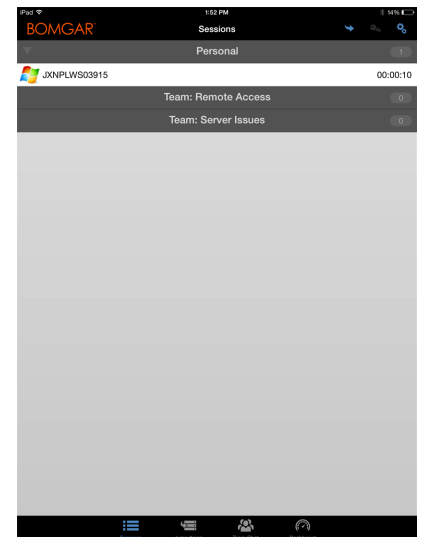 iPad 1:52 PM 14%
BOMGAR Sessions
Personal 1
JXNPLWS03915 00:00:10
Team: Remote Access 0
Team: Server Issues 0